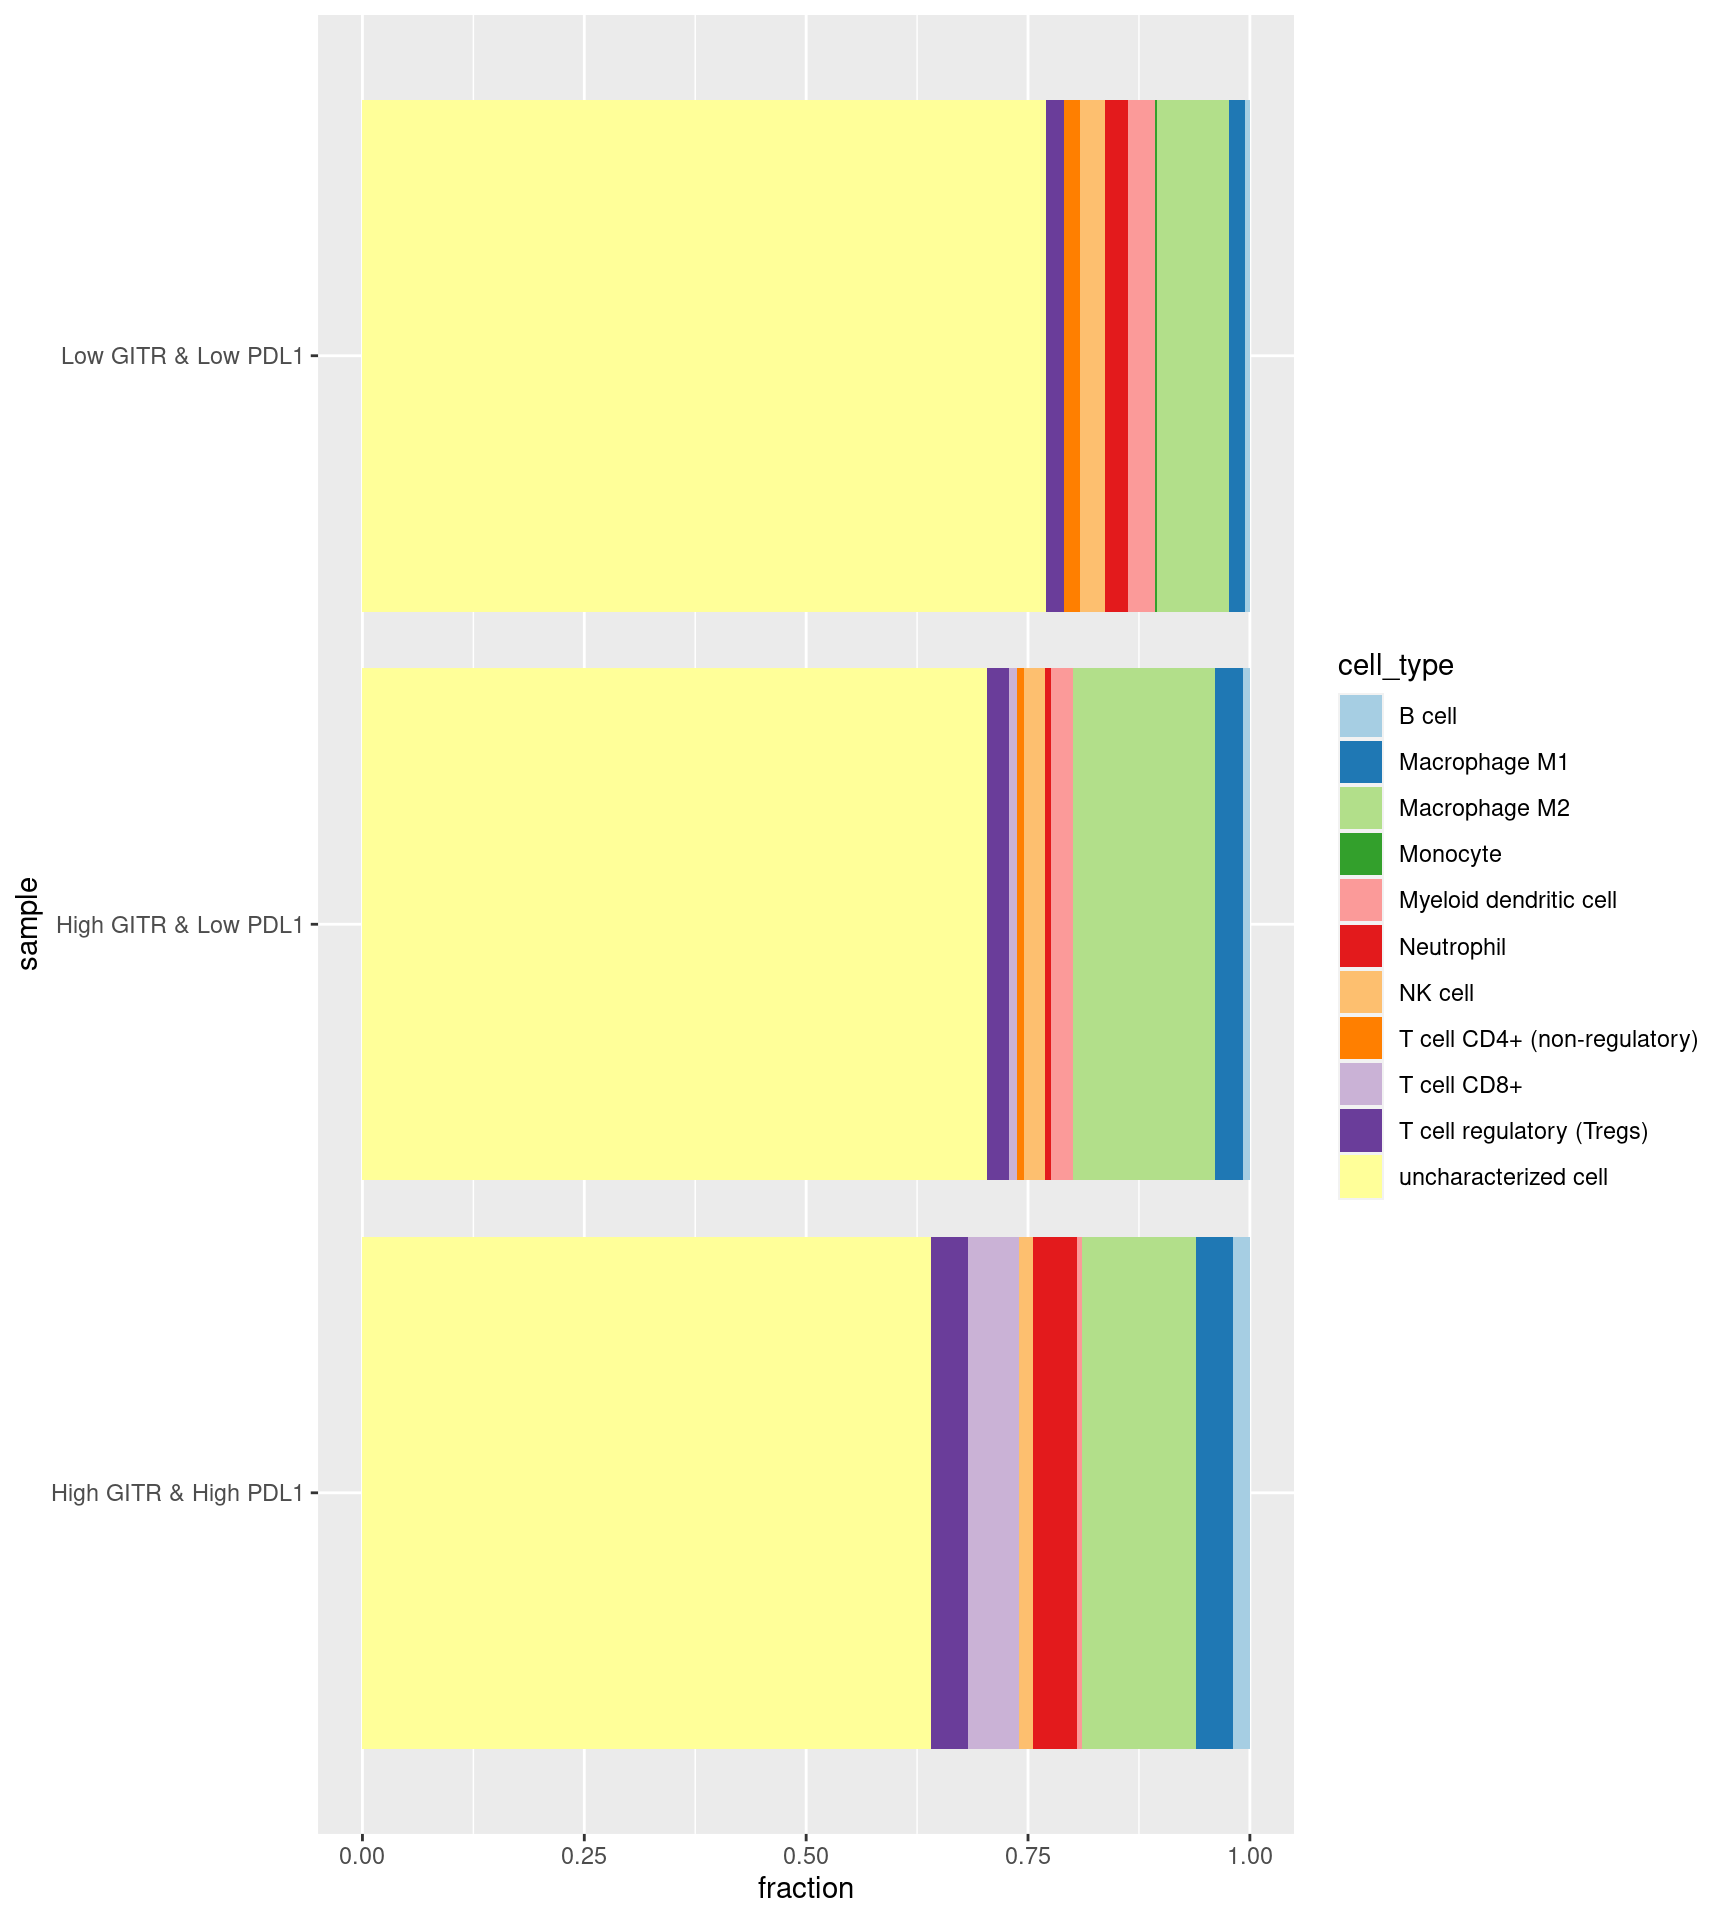 Low GITR & Low PDL1
High GITR & Low PDL1
High GITR & High PDL1
sample
0.00
0.25
0.50
0.75
1.00
fraction
cell_type
B cell
Macrophage M1
Macrophage M2
Monocyte
Myeloid dendritic cell
Neutrophil
NK cell
T cell CD4+ (non-regulatory)
T cell CD8+
T cell regulatory (Tregs)
uncharacterized cell